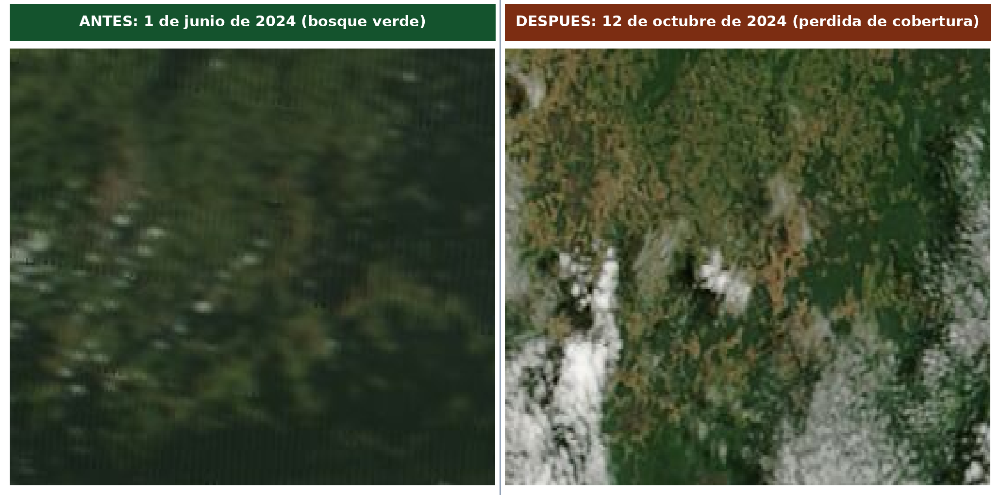 ANTES: 1 de junio de 2024 (bosque verde)
DESPUES: 12 de octubre de 2024 (perdida de cobertura)